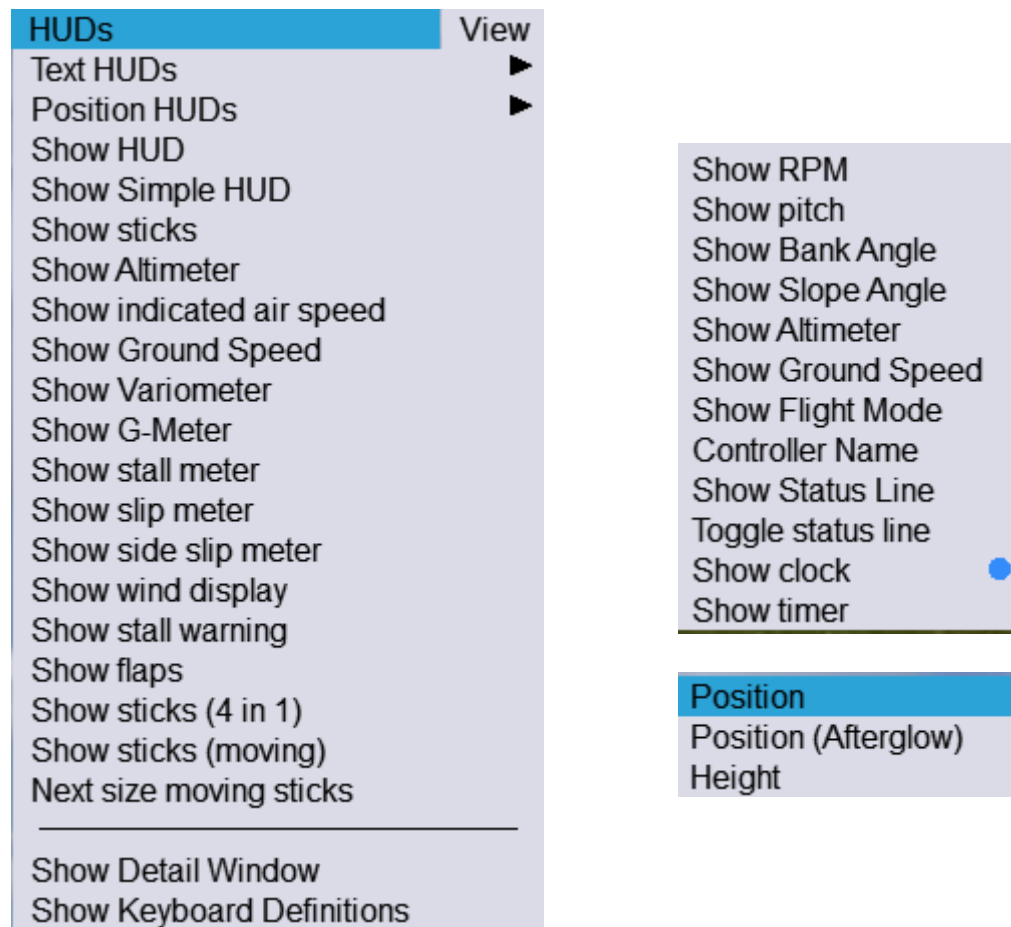 HUDs View
Text HUDs
Position HUDs
Show HUD
Show Simple HUD
Show sticks
Show Altimeter
Show indicated air speed
Show Ground Speed
Show Variometer
Show G-Meter
Show stall meter
Show slip meter
Show side slip meter
Show wind display
Show stall warning
Show flaps
Show sticks (4 in 1)
Show sticks (moving)
Next size moving sticks
Show Detail Window
Show Keyboard Definitions
Show RPM
Show pitch
Show Bank Angle
Show Slope Angle
Show Altimeter
Show Ground Speed
Show Flight Mode
Controller Name
Show Status Line
Toggle status line
Show clock
Show timer
Position
Position (Afterglow)
Height